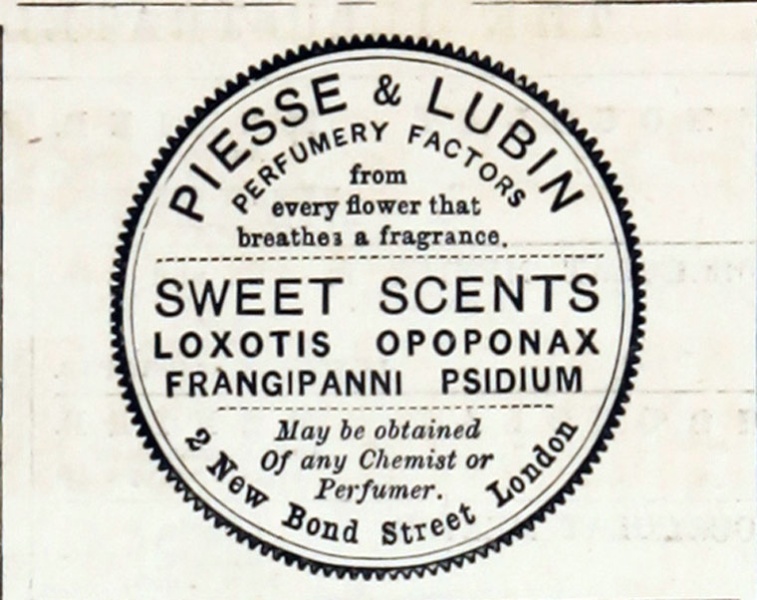 PIESSE & LUBIN
PERFUMERY FACTORS
from
every flower that
breathes a fragrance.
SWEET SCENTS
LOXOTIS OPOPONAX
FRANGIPANNI PSIDIUM
May be obtained
Of any Chemist or
Perfumer.
2 New Bond Street London